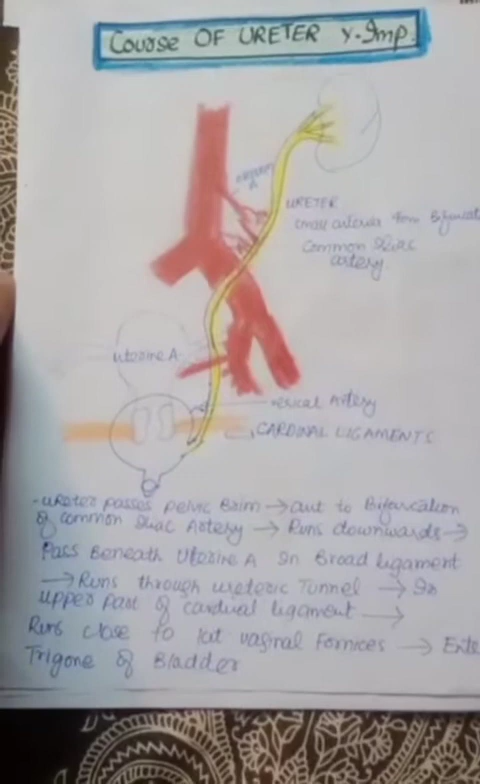 Course OF URETER V.Imp.
ovarian
A
URETER
cross anterior from Bifurcat
Common Iliac
artery.
uterine A
vesical Artery
CARDINAL LIGAMENTS
-ureter passes pelvic Brim → ant to Bifurcation
of common Iliac Artery → Runs downwards →
Pass Beneath Uterine A In Broad ligament
→ Runs through ureteric Tunnel → In
upper part of cardual ligament →
Runs close to lat vaginal Fornices → Ente
Trigone of Bladder